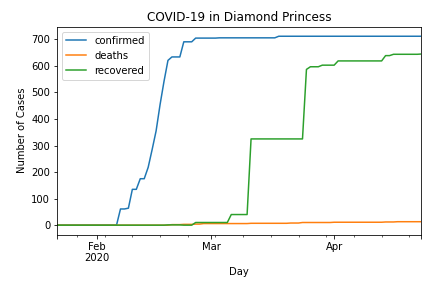 COVID-19 in Diamond Princess
confirmed
deaths
recovered
Number of Cases
700
600
500
400
300
200
100
0
Feb
2020
Mar
Apr
Day